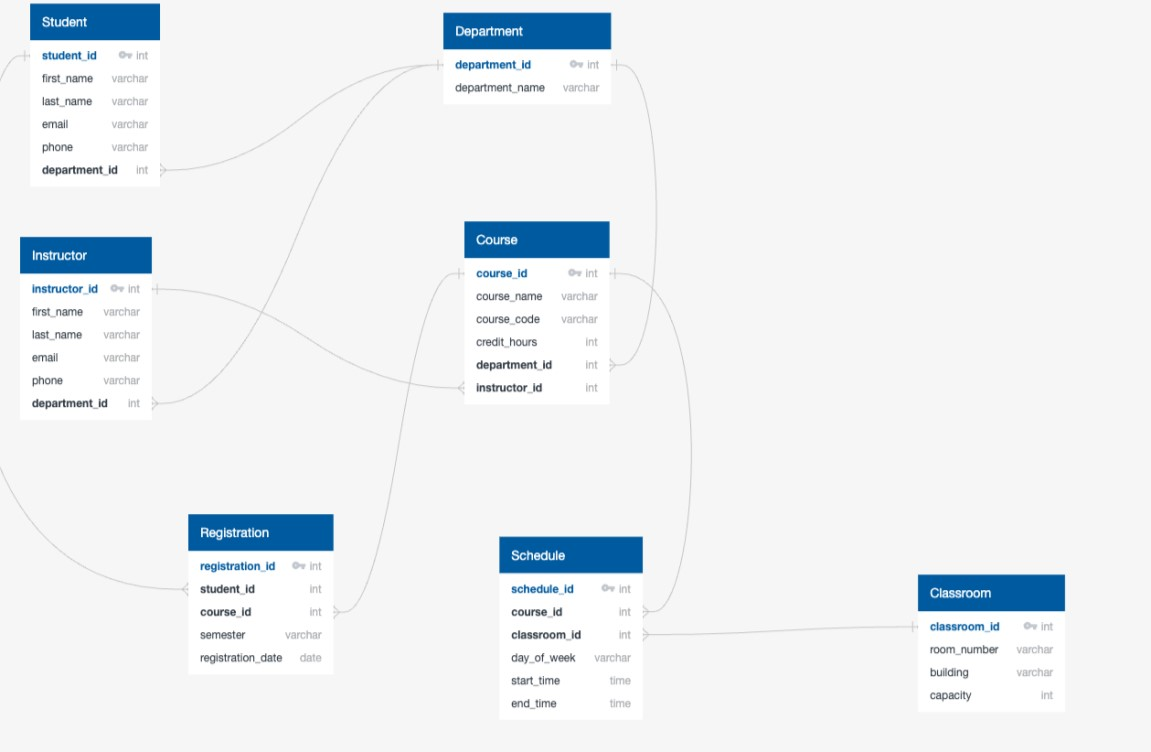 Student
student_id int
first_name varchar
last_name varchar
email varchar
phone varchar
department_id int
Department
department_id int
department_name varchar
Instructor
instructor_id int
first_name varchar
last_name varchar
email varchar
phone varchar
department_id int
Course
course_id int
course_name varchar
course_code varchar
credit_hours int
department_id int
instructor_id int
Registration
registration_id int
student_id int
course_id int
semester varchar
registration_date date
Schedule
schedule_id int
course_id int
classroom_id int
day_of_week varchar
start_time time
end_time time
Classroom
classroom_id int
room_number varchar
building varchar
capacity int